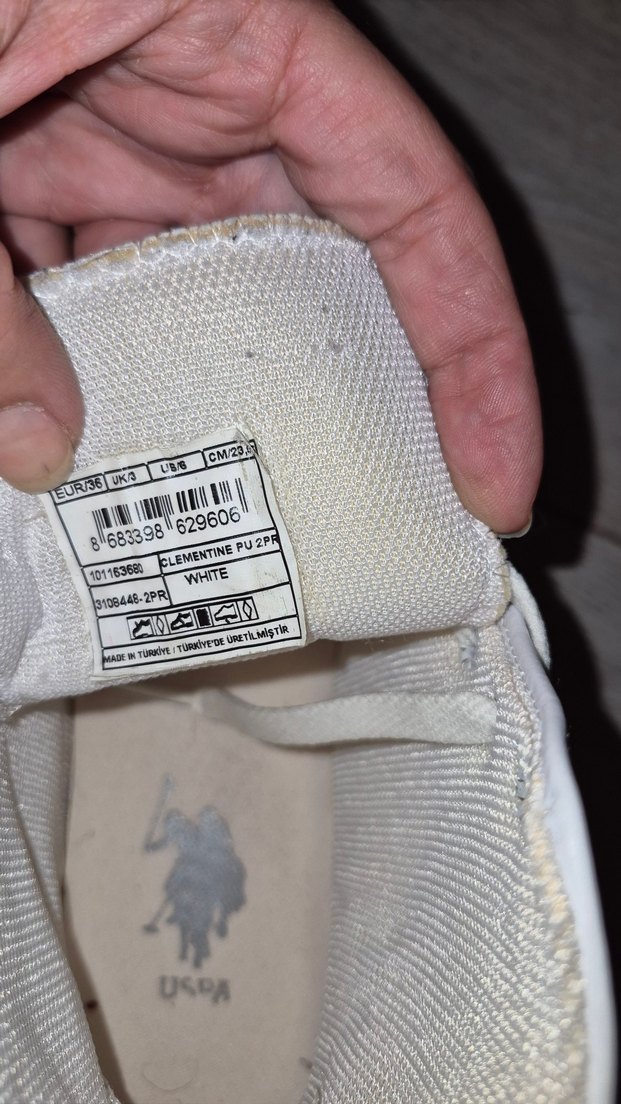 EUR/36 UK/3 US/6 CM/23,
8 683398 629606
101163680 CLEMENTINE PU 2PR
3108448-2PR WHITE
MADE IN TÜRKİYE / TÜRKİYE'DE ÜRETİLMİŞTİR
USPA